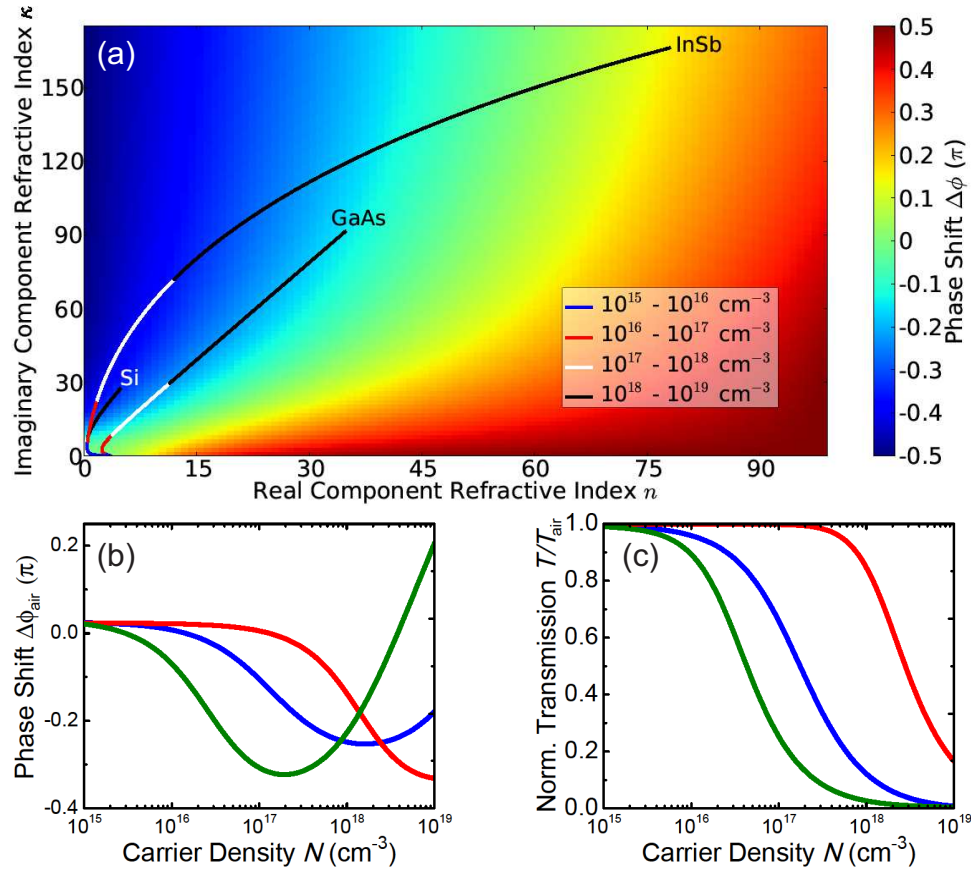 (a)
Imaginary Component Refractive Index κ
150
120
90
60
30
0
InSb
GaAs
Si
10^15 - 10^16 cm^-3
10^16 - 10^17 cm^-3
10^17 - 10^18 cm^-3
10^18 - 10^19 cm^-3
0 15 30 45 60 75 90
Real Component Refractive Index n
0.5
0.4
0.3
0.2
0.1
0
-0.1
-0.2
-0.3
-0.4
-0.5
Phase Shift Δϕ (π)
(b)
Phase Shift Δϕ_air (π)
0.2
0.0
-0.2
-0.4
10^15 10^16 10^17 10^18 10^19
Carrier Density N (cm^-3)
(c)
Norm. Transmission T/T_air
1.0
0.8
0.6
0.4
0.2
0.0
10^15 10^16 10^17 10^18 10^19
Carrier Density N (cm^-3)